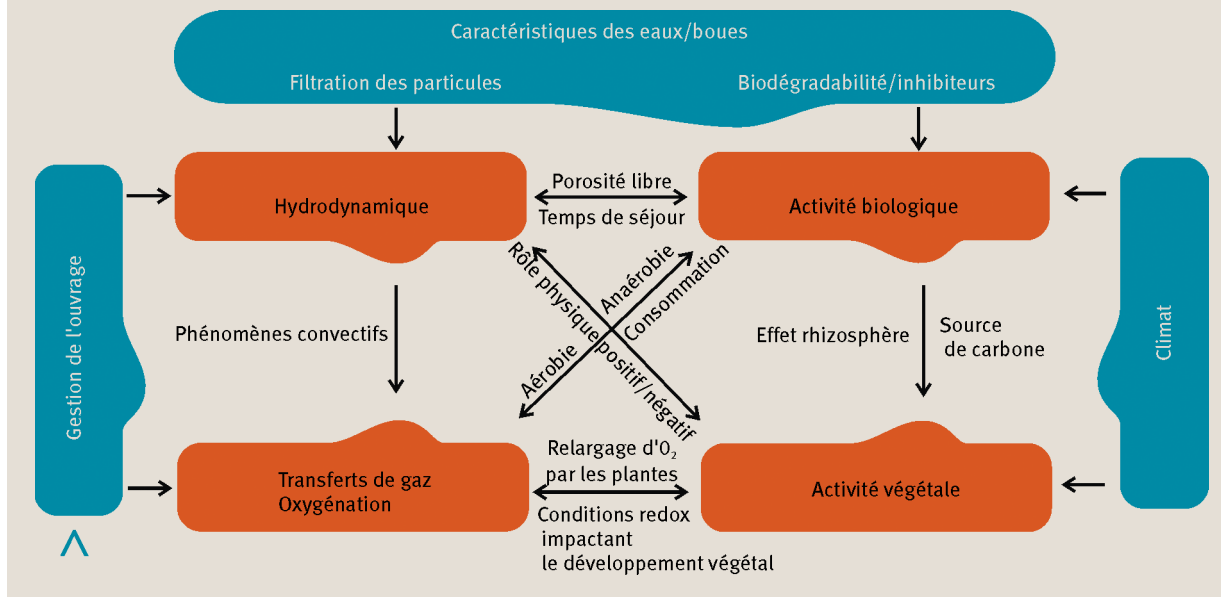 Caractéristiques des eaux/boues
Filtration des particules
Biodégradabilité/inhibiteurs
Gestion de l'ouvrage
Hydrodynamique
Porosité libre
Temps de séjour
Activité biologique
Climat
Phénomènes convectifs
Rôle physique positif/négatif
Anaérobie
Consommation
Aérobie
Effet rhizosphère
Source
de carbone
Transferts de gaz
Oxygénation
Relargage d'O₂
par les plantes
Conditions redox
impactant
le développement végétal
Activité végétale